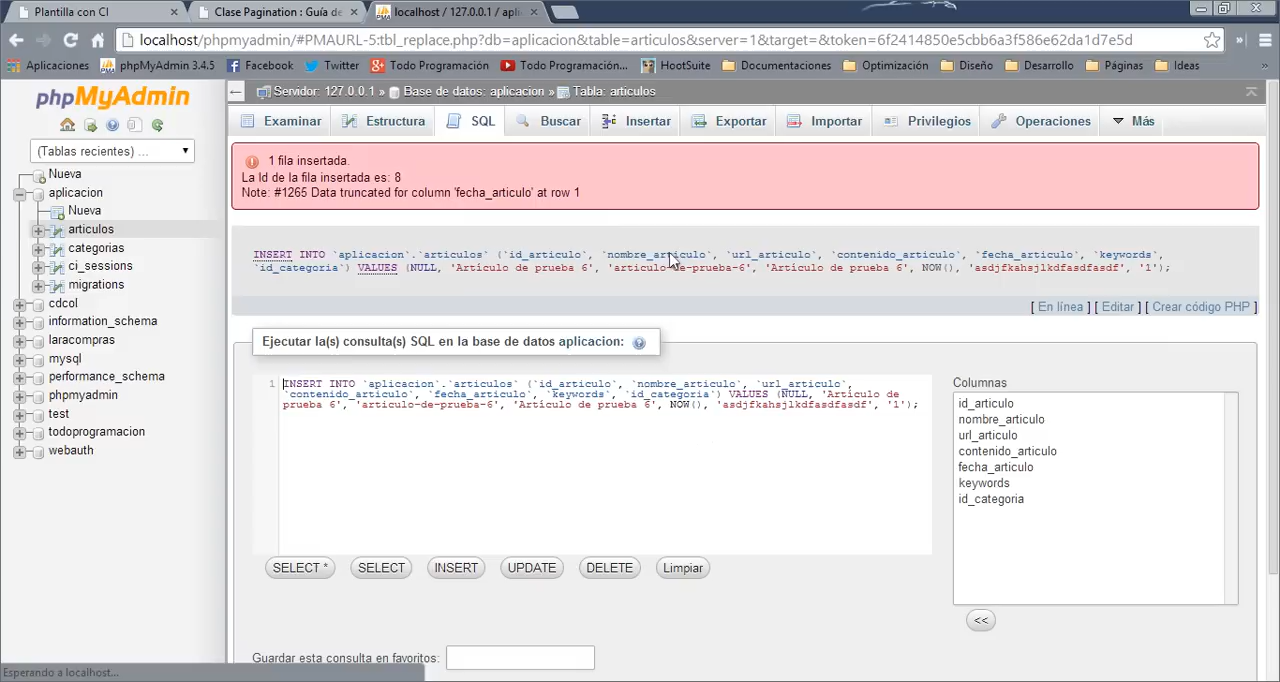 Plantilla con CI
Clase Pagination : Guía de
localhost / 127.0.0.1 / apli
localhost/phpmyadmin/#PMAURL-5:tbl_replace.php?db=aplicacion&table=articulos&server=1&target=&token=6f2414850e5cbb6a3f586e62da1d7e5d
Aplicaciones phpMyAdmin 3.4.5 Facebook Twitter Todo Programación Todo Programación... HootSuite Documentaciones Optimización Diseño Desarrollo Páginas Ideas »
phpMyAdmin
(Tablas recientes) ...
Nueva
aplicacion
Nueva
articulos
categorias
ci_sessions
migrations
cdcol
information_schema
laracompras
mysql
performance_schema
phpmyadmin
test
todoprogramacion
webauth
Servidor: 127.0.0.1 » Base de datos: aplicacion » Tabla: articulos
Examinar Estructura SQL Buscar Insertar Exportar Importar Privilegios Operaciones Más
1 fila insertada.
La Id de la fila insertada es: 8
Note: #1265 Data truncated for column 'fecha_articulo' at row 1
INSERT INTO `aplicacion`.`articulos` (`id_articulo`, `nombre_articulo`, `url_articulo`, `contenido_articulo`, `fecha_articulo`, `keywords`,
`id_categoria`) VALUES (NULL, 'Artículo de prueba 6', 'articulo-de-prueba-6', 'Artículo de prueba 6', NOW(), 'asdjfkahsjlkdfasdfasdf', '1');
[ En línea ] [ Editar ] [ Crear código PHP ]
Ejecutar la(s) consulta(s) SQL en la base de datos aplicacion:
1 INSERT INTO `aplicacion`.`articulos` (`id_articulo`, `nombre_articulo`, `url_articulo`,
`contenido_articulo`, `fecha_articulo`, `keywords`, `id_categoria`) VALUES (NULL, 'Artículo de
prueba 6', 'articulo-de-prueba-6', 'Artículo de prueba 6', NOW(), 'asdjfkahsjlkdfasdfasdf', '1');
Columnas
id_articulo
nombre_articulo
url_articulo
contenido_articulo
fecha_articulo
keywords
id_categoria
SELECT * SELECT INSERT UPDATE DELETE Limpiar
<<
Guardar esta consulta en favoritos:
Esperando a localhost...